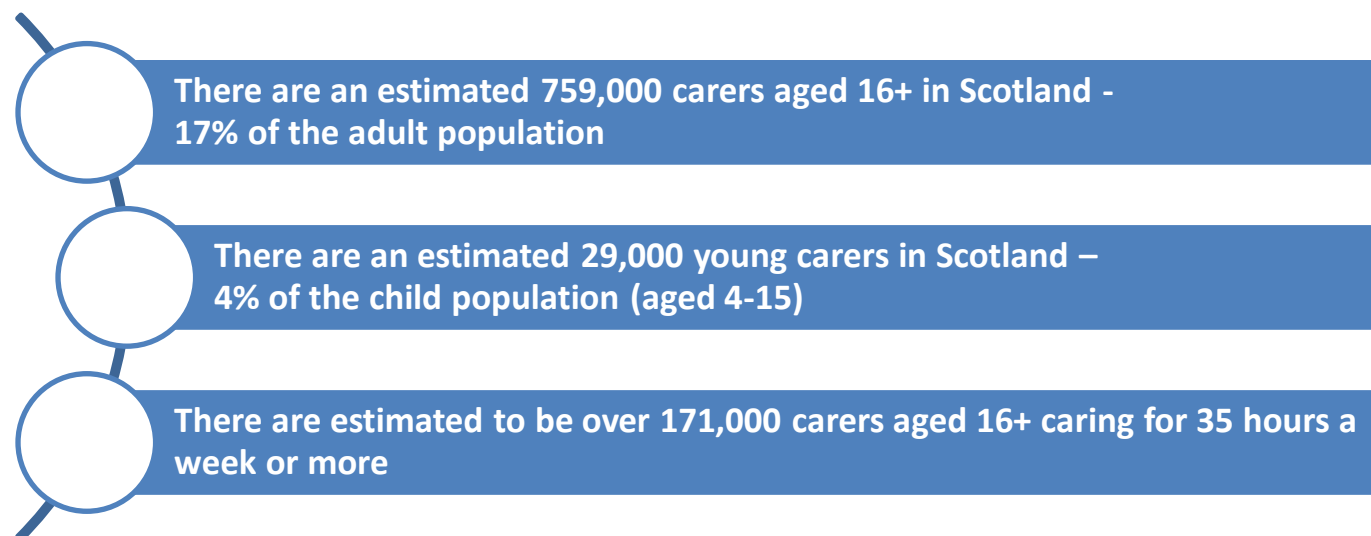 There are an estimated 759,000 carers aged 16+ in Scotland -
17% of the adult population
There are an estimated 29,000 young carers in Scotland –
4% of the child population (aged 4-15)
There are estimated to be over 171,000 carers aged 16+ caring for 35 hours a
week or more